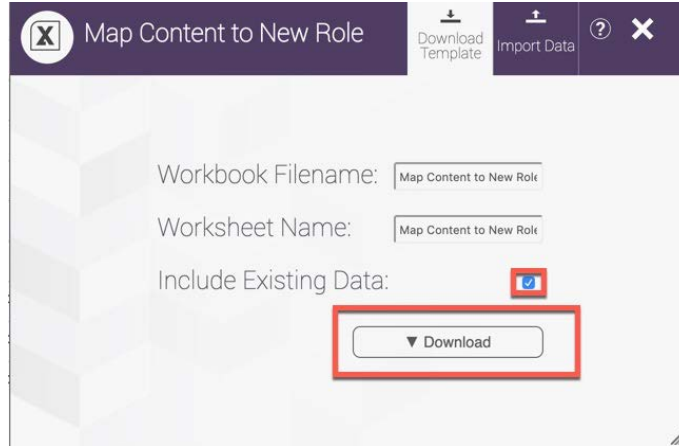 X
Map Content to New Role
Download
Template
Import Data
?
Workbook Filename:
Map Content to New Role
Worksheet Name:
Map Content to New Role
Include Existing Data:
▼ Download